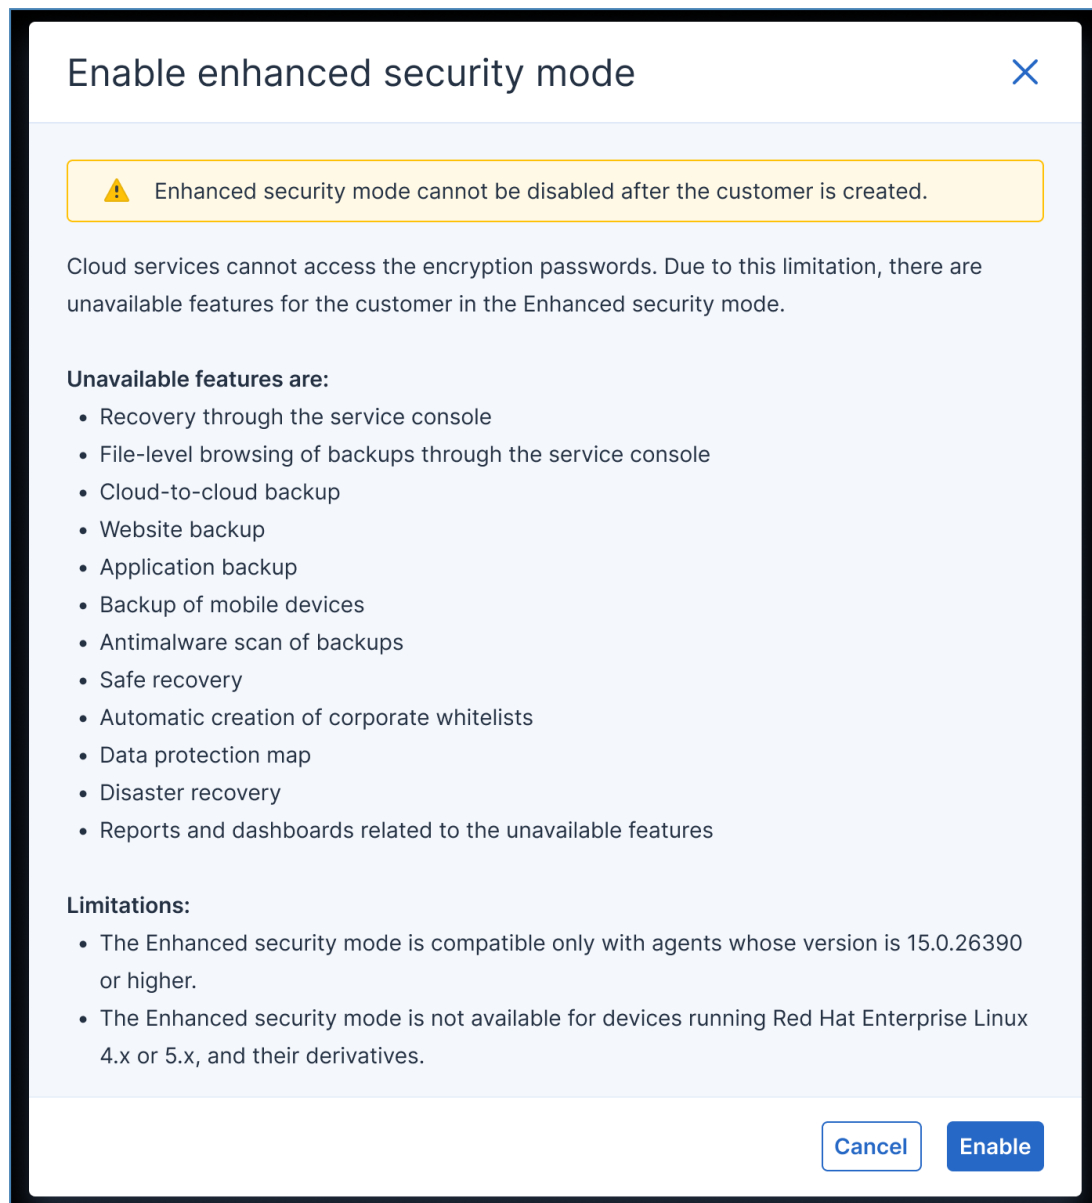 Enable enhanced security mode
Enhanced security mode cannot be disabled after the customer is created.
Cloud services cannot access the encryption passwords. Due to this limitation, there are
unavailable features for the customer in the Enhanced security mode.
Unavailable features are:
• Recovery through the service console
• File-level browsing of backups through the service console
• Cloud-to-cloud backup
• Website backup
• Application backup
• Backup of mobile devices
• Antimalware scan of backups
• Safe recovery
• Automatic creation of corporate whitelists
• Data protection map
• Disaster recovery
• Reports and dashboards related to the unavailable features
Limitations:
• The Enhanced security mode is compatible only with agents whose version is 15.0.26390
or higher.
• The Enhanced security mode is not available for devices running Red Hat Enterprise Linux
4.x or 5.x, and their derivatives.
Cancel Enable